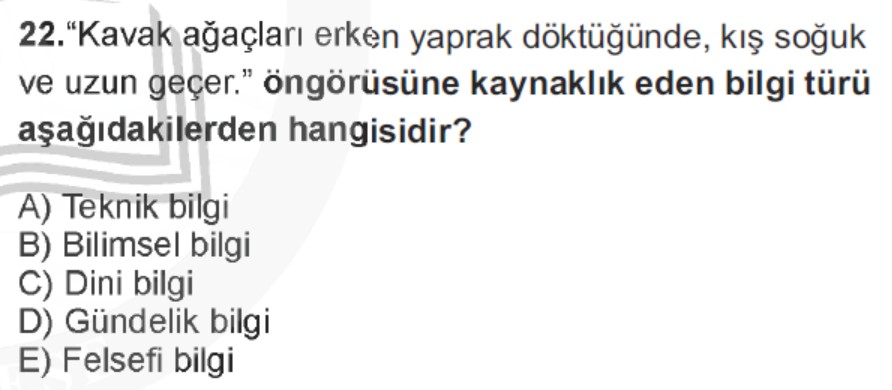 22.“Kavak ağaçları erken yaprak döktüğünde, kış soğuk
ve uzun geçer.” öngörüsüne kaynaklık eden bilgi türü
aşağıdakilerden hangisidir?
A) Teknik bilgi
B) Bilimsel bilgi
C) Dini bilgi
D) Gündelik bilgi
E) Felsefi bilgi